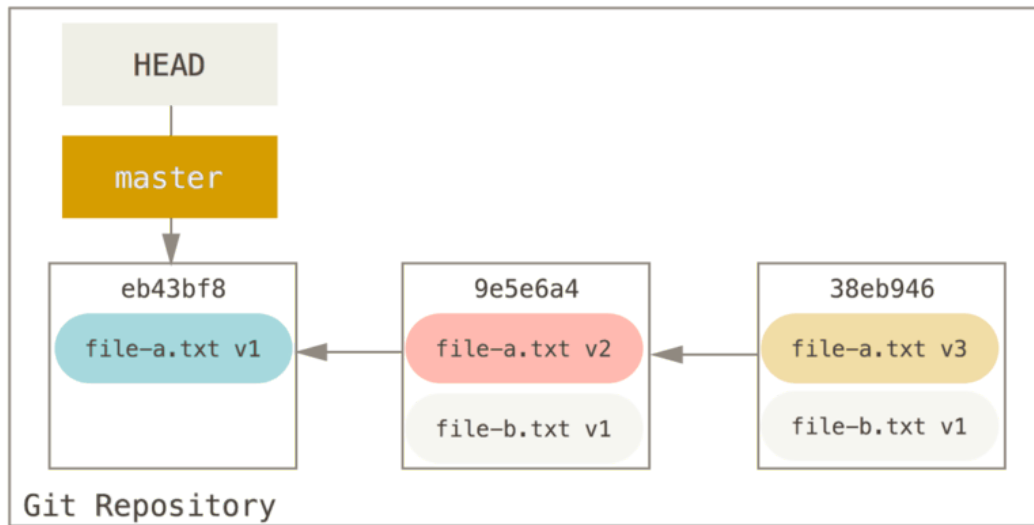 HEAD
master
eb43bf8
file-a.txt v1
9e5e6a4
file-a.txt v2
file-b.txt v1
38eb946
file-a.txt v3
file-b.txt v1
Git Repository